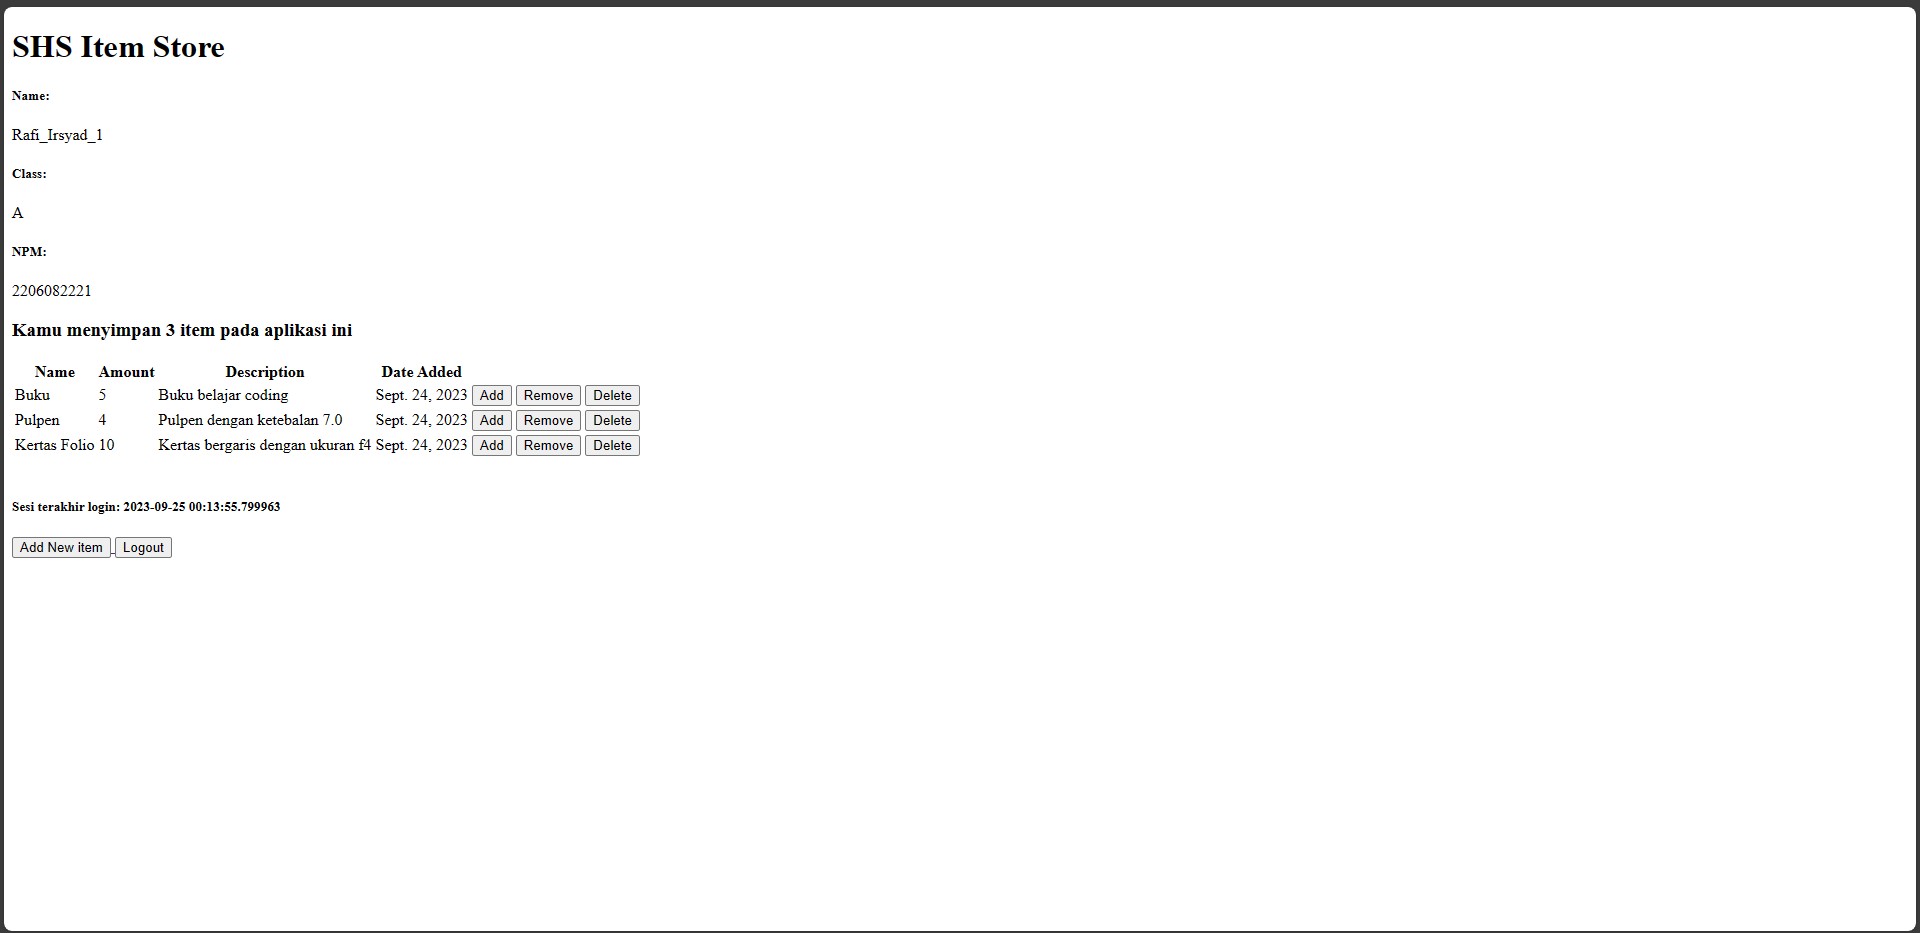 SHS Item Store
Name:
Rafi_Irsyad_1
Class:
A
NPM:
2206082221
Kamu menyimpan 3 item pada aplikasi ini
Name Amount Description Date Added
Buku 5 Buku belajar coding Sept. 24, 2023 Add Remove Delete
Pulpen 4 Pulpen dengan ketebalan 7.0 Sept. 24, 2023 Add Remove Delete
Kertas Folio 10 Kertas bergaris dengan ukuran f4 Sept. 24, 2023 Add Remove Delete
Sesi terakhir login: 2023-09-25 00:13:55.799963
Add New item Logout